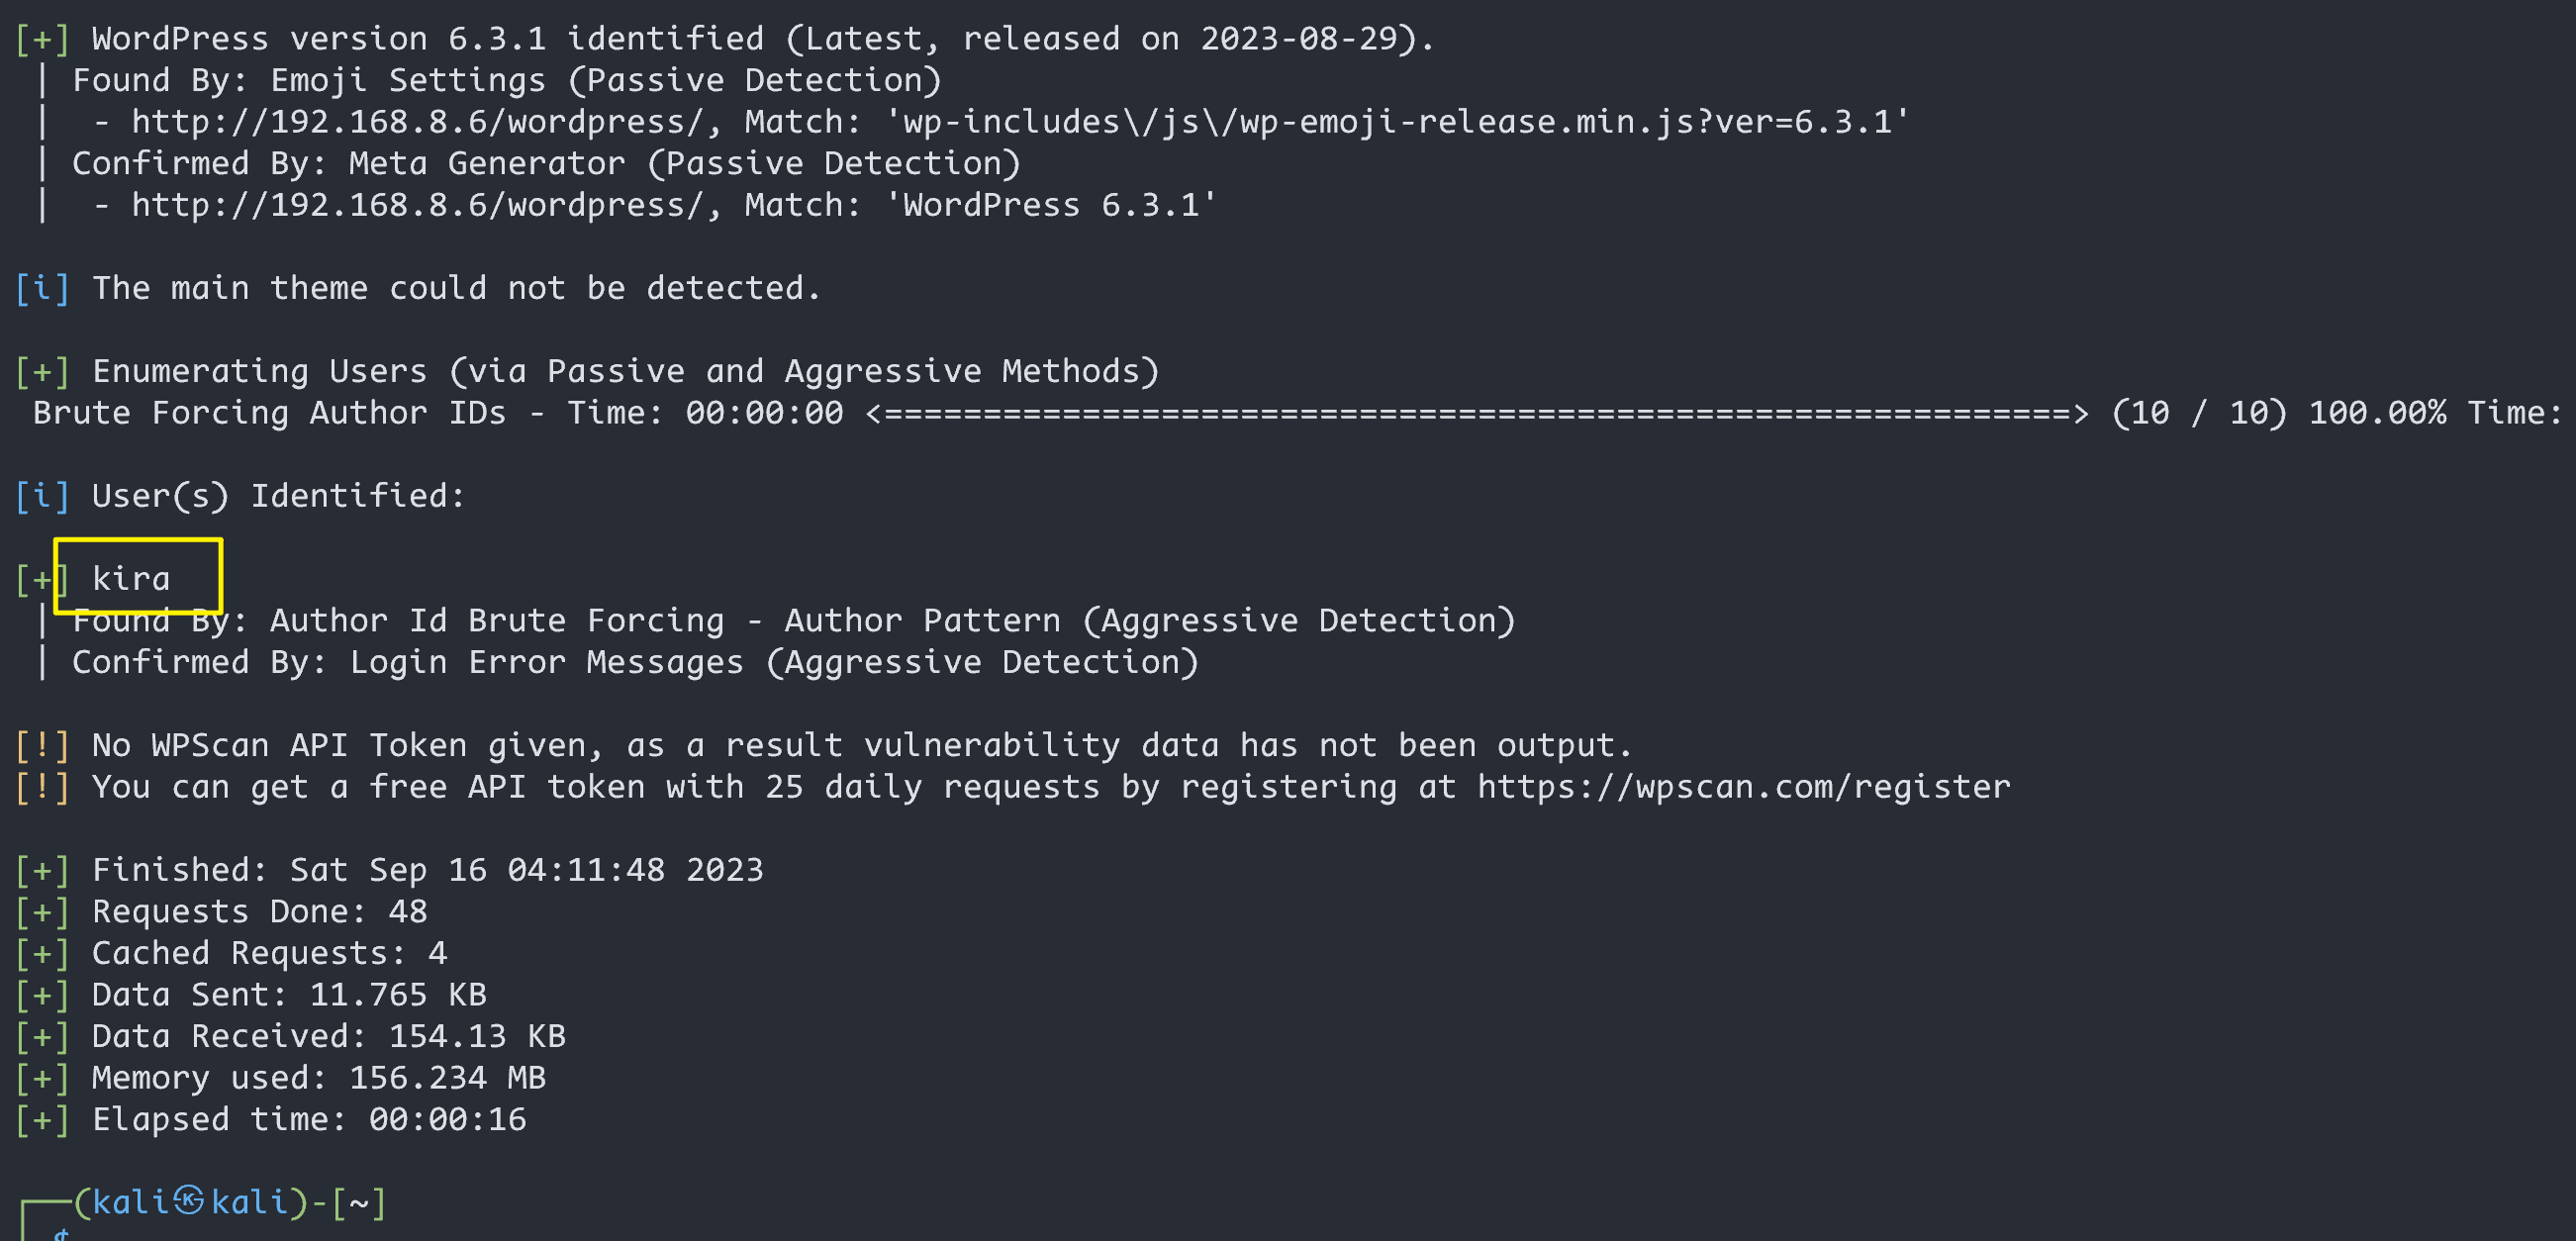 [+] WordPress version 6.3.1 identified (Latest, released on 2023-08-29).
| Found By: Emoji Settings (Passive Detection)
|  - http://192.168.8.6/wordpress/, Match: 'wp-includes\/js\/wp-emoji-release.min.js?ver=6.3.1'
| Confirmed By: Meta Generator (Passive Detection)
|  - http://192.168.8.6/wordpress/, Match: 'WordPress 6.3.1'
[i] The main theme could not be detected.
[+] Enumerating Users (via Passive and Aggressive Methods)
Brute Forcing Author IDs - Time: 00:00:00 <============================================================> (10 / 10) 100.00% Time:
[i] User(s) Identified:
[+] kira
| Found By: Author Id Brute Forcing - Author Pattern (Aggressive Detection)
| Confirmed By: Login Error Messages (Aggressive Detection)
[!] No WPScan API Token given, as a result vulnerability data has not been output.
[!] You can get a free API token with 25 daily requests by registering at https://wpscan.com/register
[+] Finished: Sat Sep 16 04:11:48 2023
[+] Requests Done: 48
[+] Cached Requests: 4
[+] Data Sent: 11.765 KB
[+] Data Received: 154.13 KB
[+] Memory used: 156.234 MB
[+] Elapsed time: 00:00:16
┌──(kali㉿kali)-[~]
$